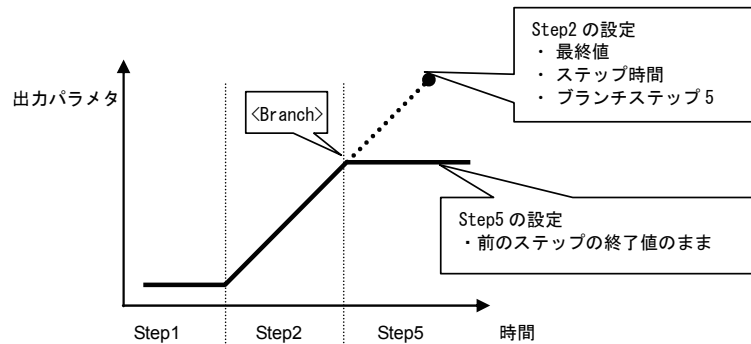 Step2 の設定
・ 最終値
・ ステップ時間
・ ブランチステップ 5
出力パラメタ
<Branch>
Step5 の設定
・前のステップの終了値のまま
Step1
Step2
Step5
時間